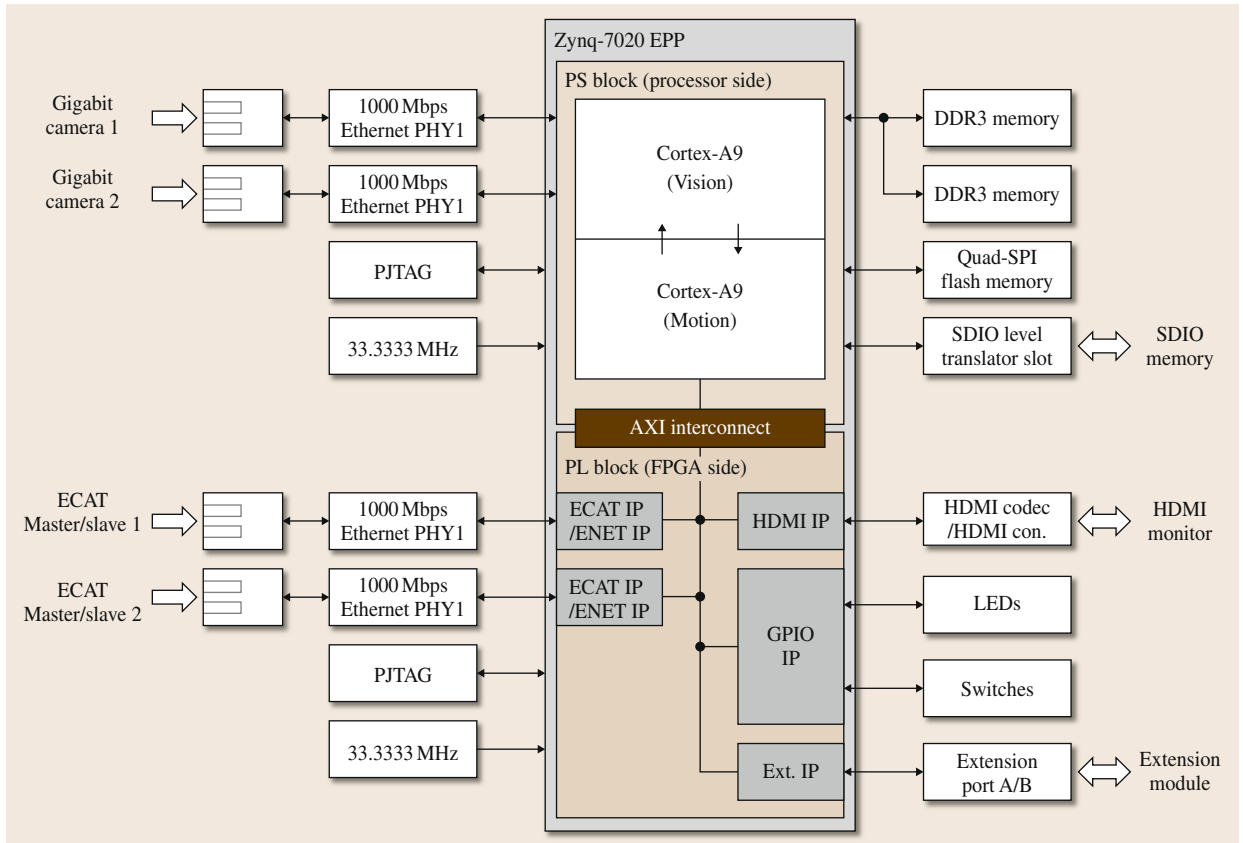 Zynq-7020 EPP
PS block (processor side)
Gigabit
camera 1
1000 Mbps
Ethernet PHY1
Cortex-A9
(Vision)
DDR3 memory
Gigabit
camera 2
1000 Mbps
Ethernet PHY1
DDR3 memory
PJTAG
Cortex-A9
(Motion)
Quad-SPI
flash memory
33.3333 MHz
SDIO level
translator slot
SDIO
memory
AXI interconnect
PL block (FPGA side)
ECAT
Master/slave 1
1000 Mbps
Ethernet PHY1
ECAT IP
/ENET IP
HDMI IP
HDMI codec
/HDMI con.
HDMI
monitor
ECAT
Master/slave 2
1000 Mbps
Ethernet PHY1
ECAT IP
/ENET IP
GPIO
IP
LEDs
PJTAG
Switches
33.3333 MHz
Ext. IP
Extension
port A/B
Extension
module